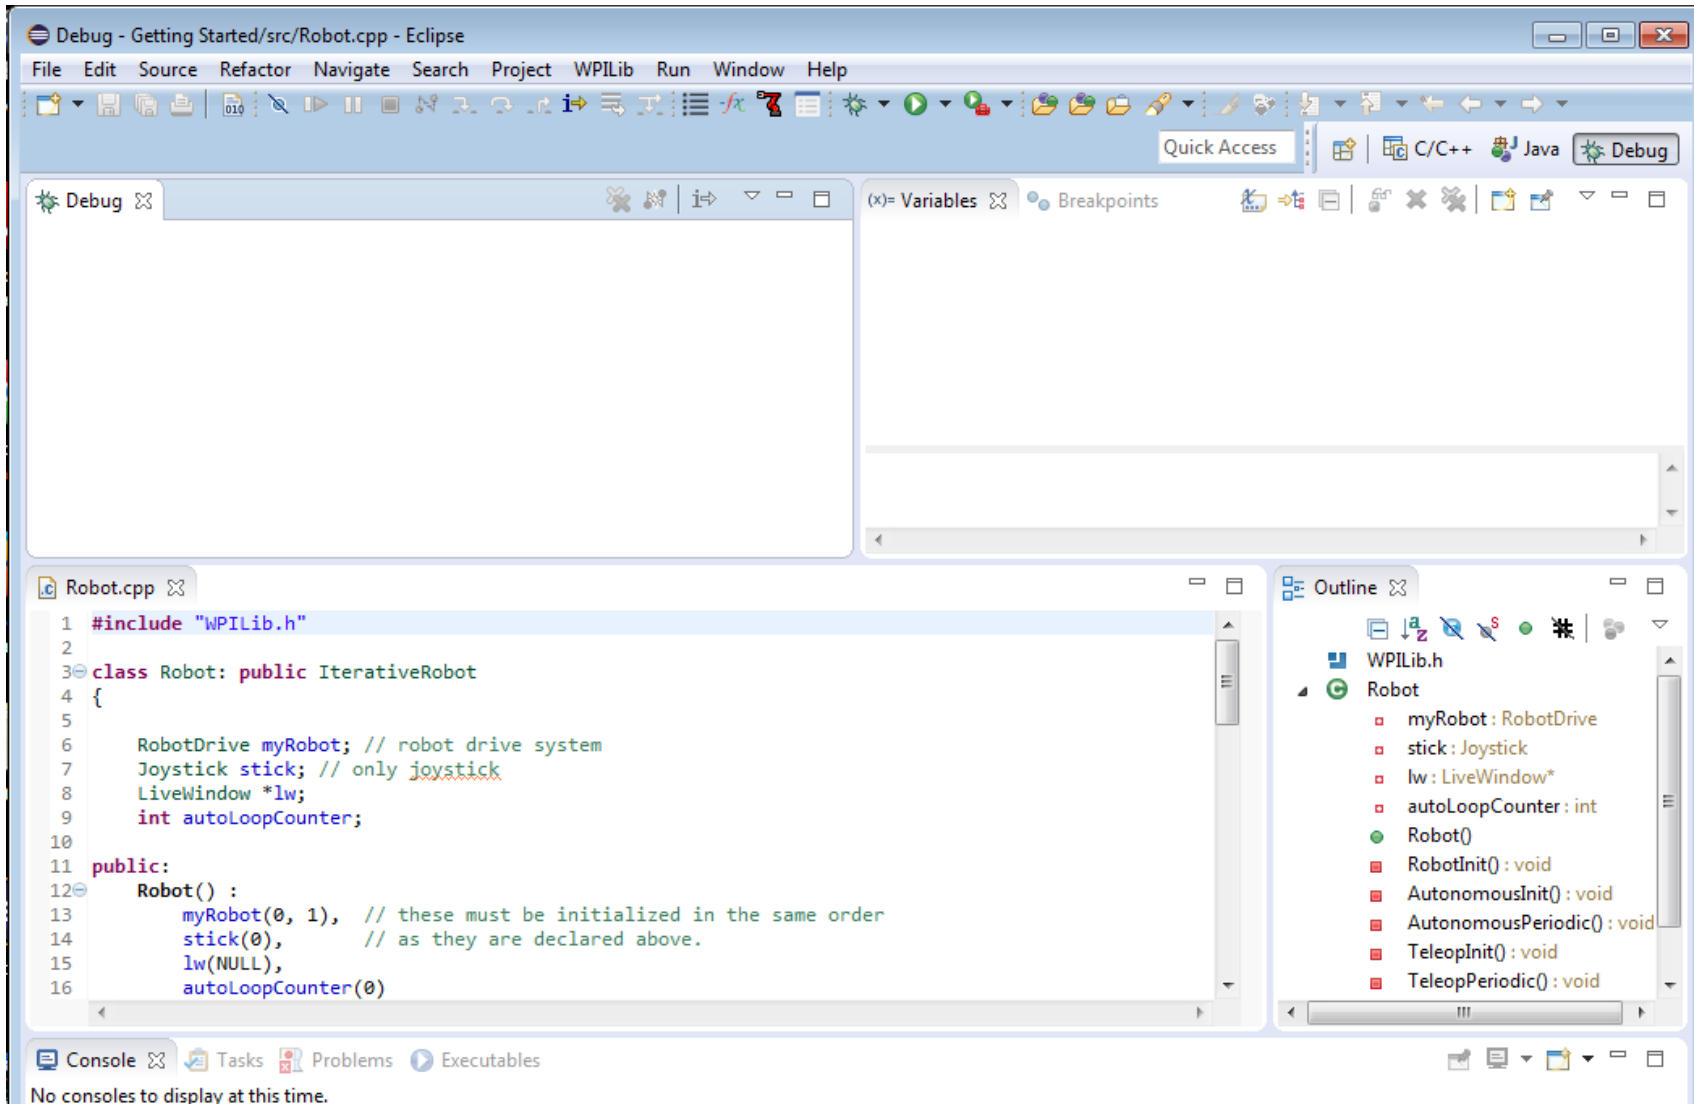 Debug - Getting Started/src/Robot.cpp - Eclipse
File Edit Source Refactor Navigate Search Project WPILib Run Window Help
Quick Access C/C++ Java Debug
Debug
(x)= Variables Breakpoints
Robot.cpp
1 #include "WPILib.h"
2
3 class Robot: public IterativeRobot
4 {
5
6 RobotDrive myRobot; // robot drive system
7 Joystick stick; // only joystick
8 LiveWindow *lw;
9 int autoLoopCounter;
10
11 public:
12 Robot() :
13 myRobot(0, 1), // these must be initialized in the same order
14 stick(0), // as they are declared above.
15 lw(NULL),
16 autoLoopCounter(0)
Outline
WPILib.h
Robot
myRobot : RobotDrive
stick : Joystick
lw : LiveWindow*
autoLoopCounter : int
Robot()
RobotInit() : void
AutonomousInit() : void
AutonomousPeriodic() : void
TeleopInit() : void
TeleopPeriodic() : void
Console Tasks Problems Executables
No consoles to display at this time.